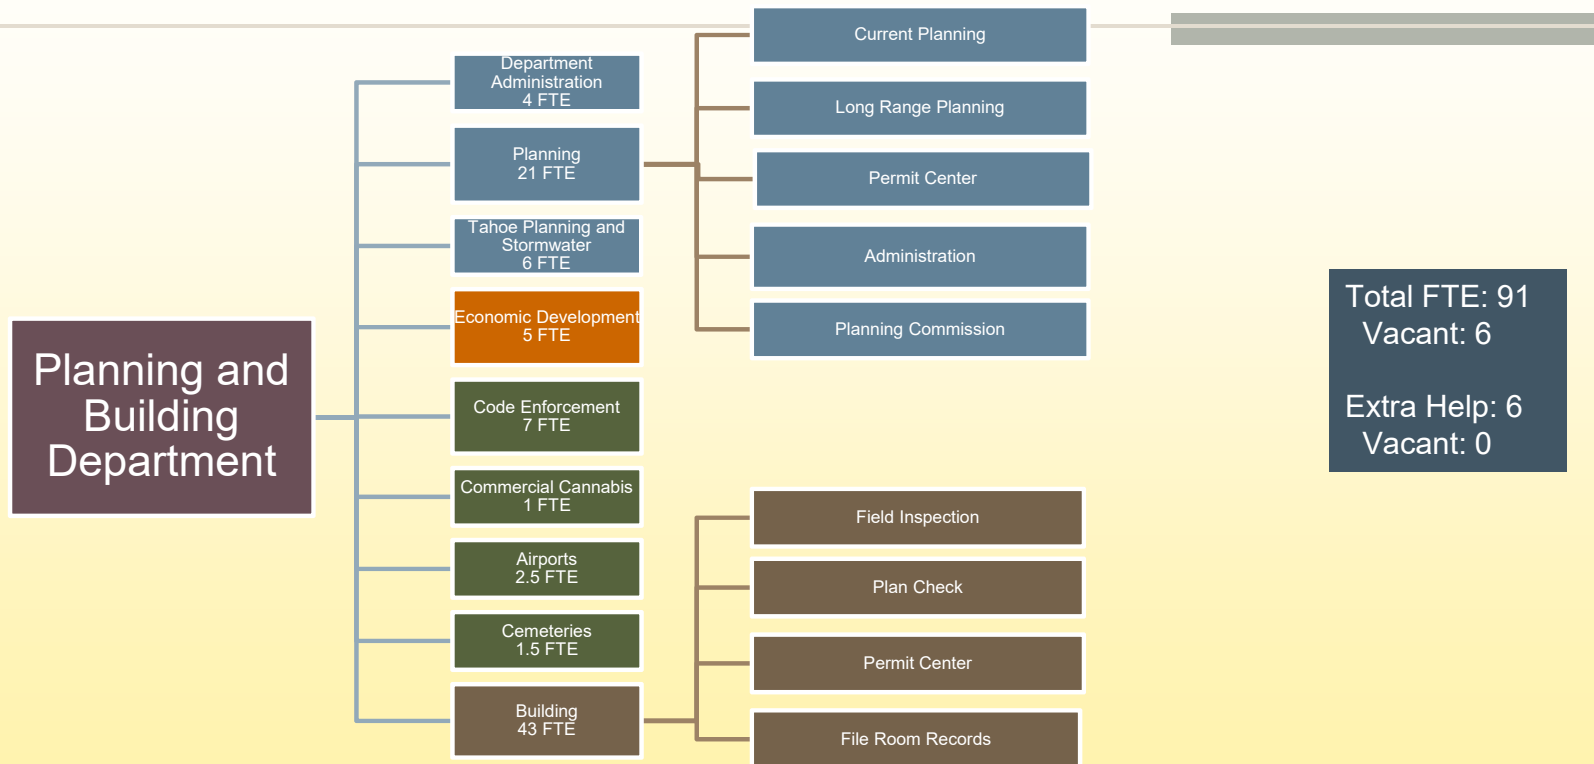 Planning and
Building
Department
Department
Administration
4 FTE
Planning
21 FTE
Tahoe Planning and
Stormwater
6 FTE
Economic Development
5 FTE
Code Enforcement
7 FTE
Commercial Cannabis
1 FTE
Airports
2.5 FTE
Cemeteries
1.5 FTE
Building
43 FTE
Current Planning
Long Range Planning
Permit Center
Administration
Planning Commission
Field Inspection
Plan Check
Permit Center
File Room Records
Total FTE: 91
Vacant: 6
Extra Help: 6
Vacant: 0